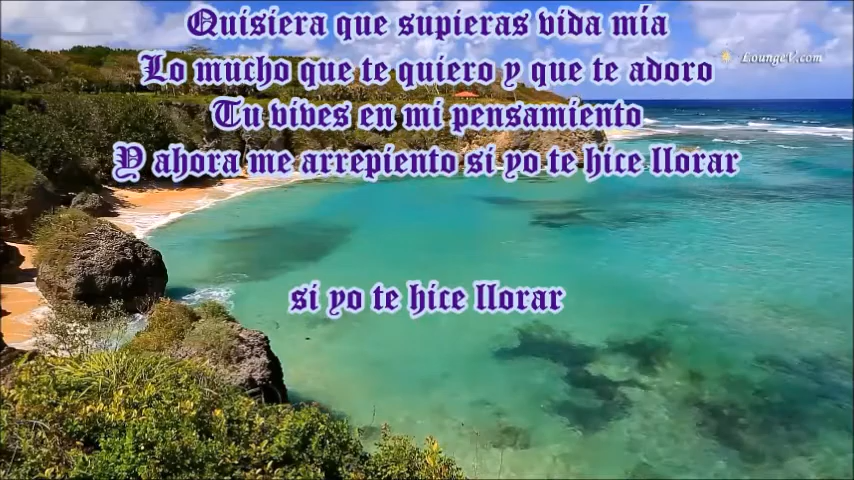 Quisiera que supieras vida mía
LoungeV.com
Lo mucho que te quiero y que te adoro
Tu vives en mi pensamiento
Y ahora me arrepiento si yo te hice llorar
si yo te hice llorar